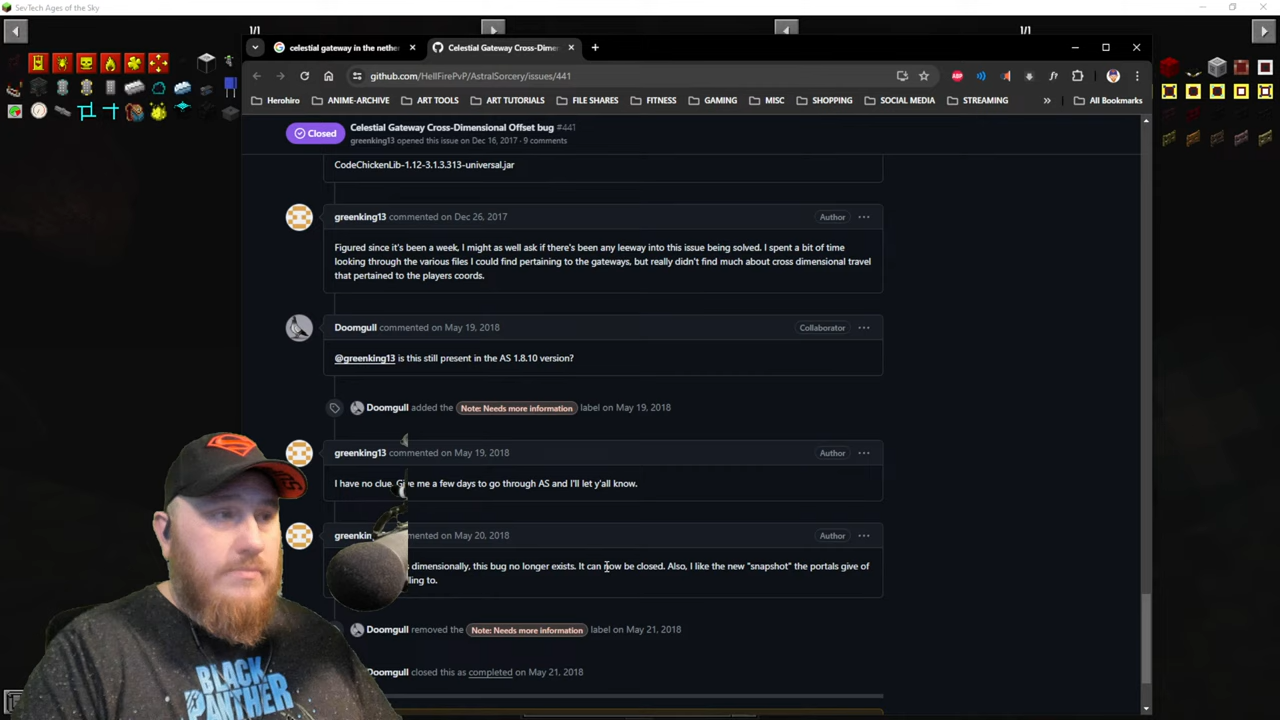 SevTech Ages of the Sky
1/1
1/1
celestial gateway in the nethe
Celestial Gateway Cross-Dimen
github.com/HellFirePvP/AstralSorcery/issues/441
Herohiro
ANIME-ARCHIVE
ART TOOLS
ART TUTORIALS
FILE SHARES
FITNESS
GAMING
MISC
SHOPPING
SOCIAL MEDIA
STREAMING
All Bookmarks
Closed
Celestial Gateway Cross-Dimensional Offset bug #441
greenking13 opened this issue on Dec 16, 2017 · 9 comments
CodeChickenLib-1.12-3.1.3.313-universal.jar
greenking13 commented on Dec 26, 2017
Author
Figured since it's been a week, I might as well ask if there's been any leeway into this issue being solved. I spent a bit of time
looking through the various files I could find pertaining to the gateways, but really didn't find much about cross dimensional travel
that pertained to the players coords.
Doomgull commented on May 19, 2018
Collaborator
@greenking13 is this still present in the AS 1.8.10 version?
Doomgull added the Note: Needs more information label on May 19, 2018
greenking13 commented on May 19, 2018
Author
I have no clue. Give me a few days to go through AS and I'll let y'all know.
greenkin mented on May 20, 2018
Author
s dimensionally, this bug no longer exists. It can now be closed. Also, I like the new "snapshot" the portals give of
ling to.
Doomgull removed the Note: Needs more information label on May 21, 2018
Doomgull closed this as completed on May 21, 2018
BLACK
PANTHER